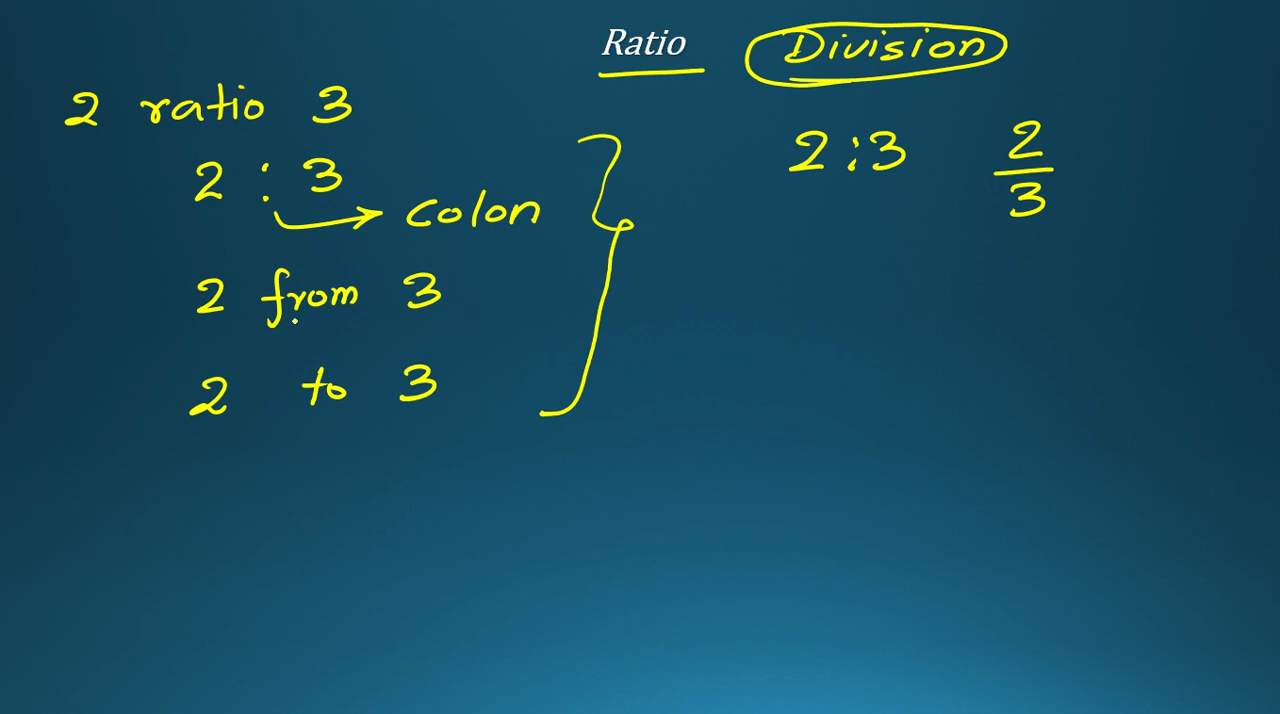 Ratio Division
2 ratio 3
2 : 3
colon
2 from 3
2 to 3
2:3 2/3